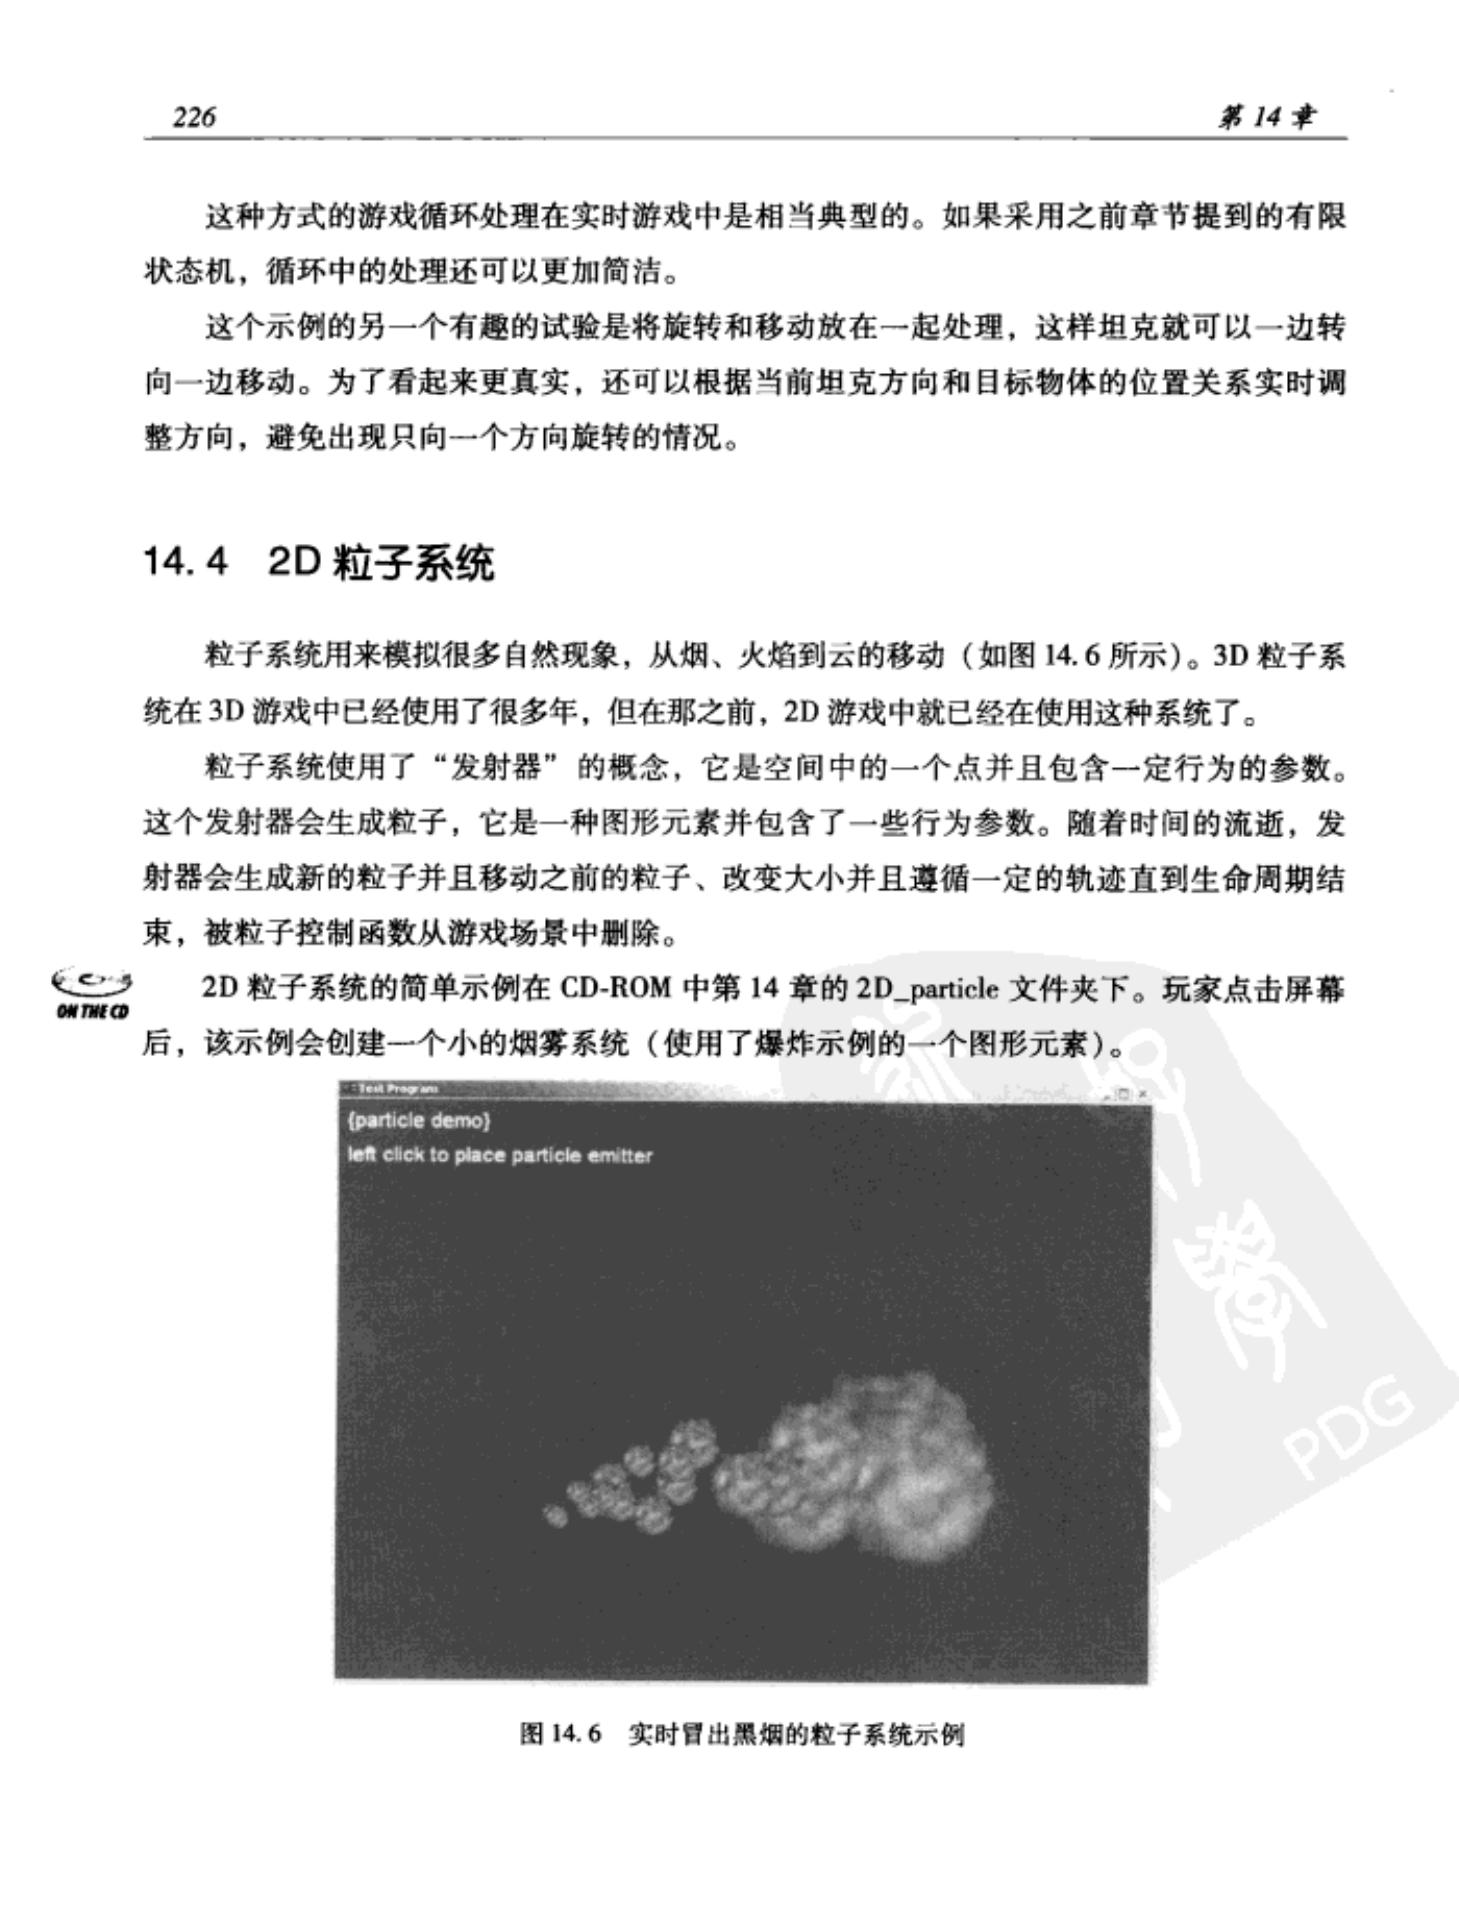 226
第 14 章
这种方式的游戏循环处理在实时游戏中是相当典型的。如果采用之前章节提到的有限
状态机，循环中的处理还可以更加简洁。
这个示例的另一个有趣的试验是将旋转和移动放在一起处理，这样坦克就可以一边转
向一边移动。为了看起来更真实，还可以根据当前坦克方向和目标物体的位置关系实时调
整方向，避免出现只向一个方向旋转的情况。
14.4 2D 粒子系统
粒子系统用来模拟很多自然现象，从烟、火焰到云的移动（如图 14.6 所示）。3D 粒子系
统在 3D 游戏中已经使用了很多年，但在那之前，2D 游戏中就已经在使用这种系统了。
粒子系统使用了“发射器”的概念，它是空间中的一个点并且包含一定行为的参数。
这个发射器会生成粒子，它是一种图形元素并包含了一些行为参数。随着时间的流逝，发
射器会生成新的粒子并且移动之前的粒子、改变大小并且遵循一定的轨迹直到生命周期结
束，被粒子控制函数从游戏场景中删除。
ON THE CD
2D 粒子系统的简单示例在 CD-ROM 中第 14 章的 2D_particle 文件夹下。玩家点击屏幕
后，该示例会创建一个小的烟雾系统（使用了爆炸示例的一个图形元素）。
Test Program
{particle demo}
left click to place particle emitter
PDG
图 14.6 实时冒出黑烟的粒子系统示例